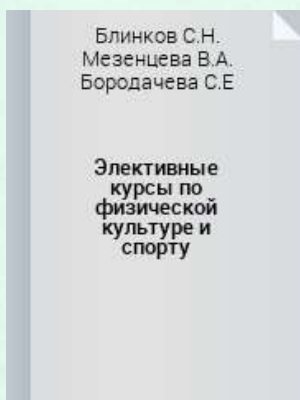 Блинков С.Н.
Мезенцева В.А.
Бородачева С.Е
Элективные
курсы по
физической
культуре и
спорту